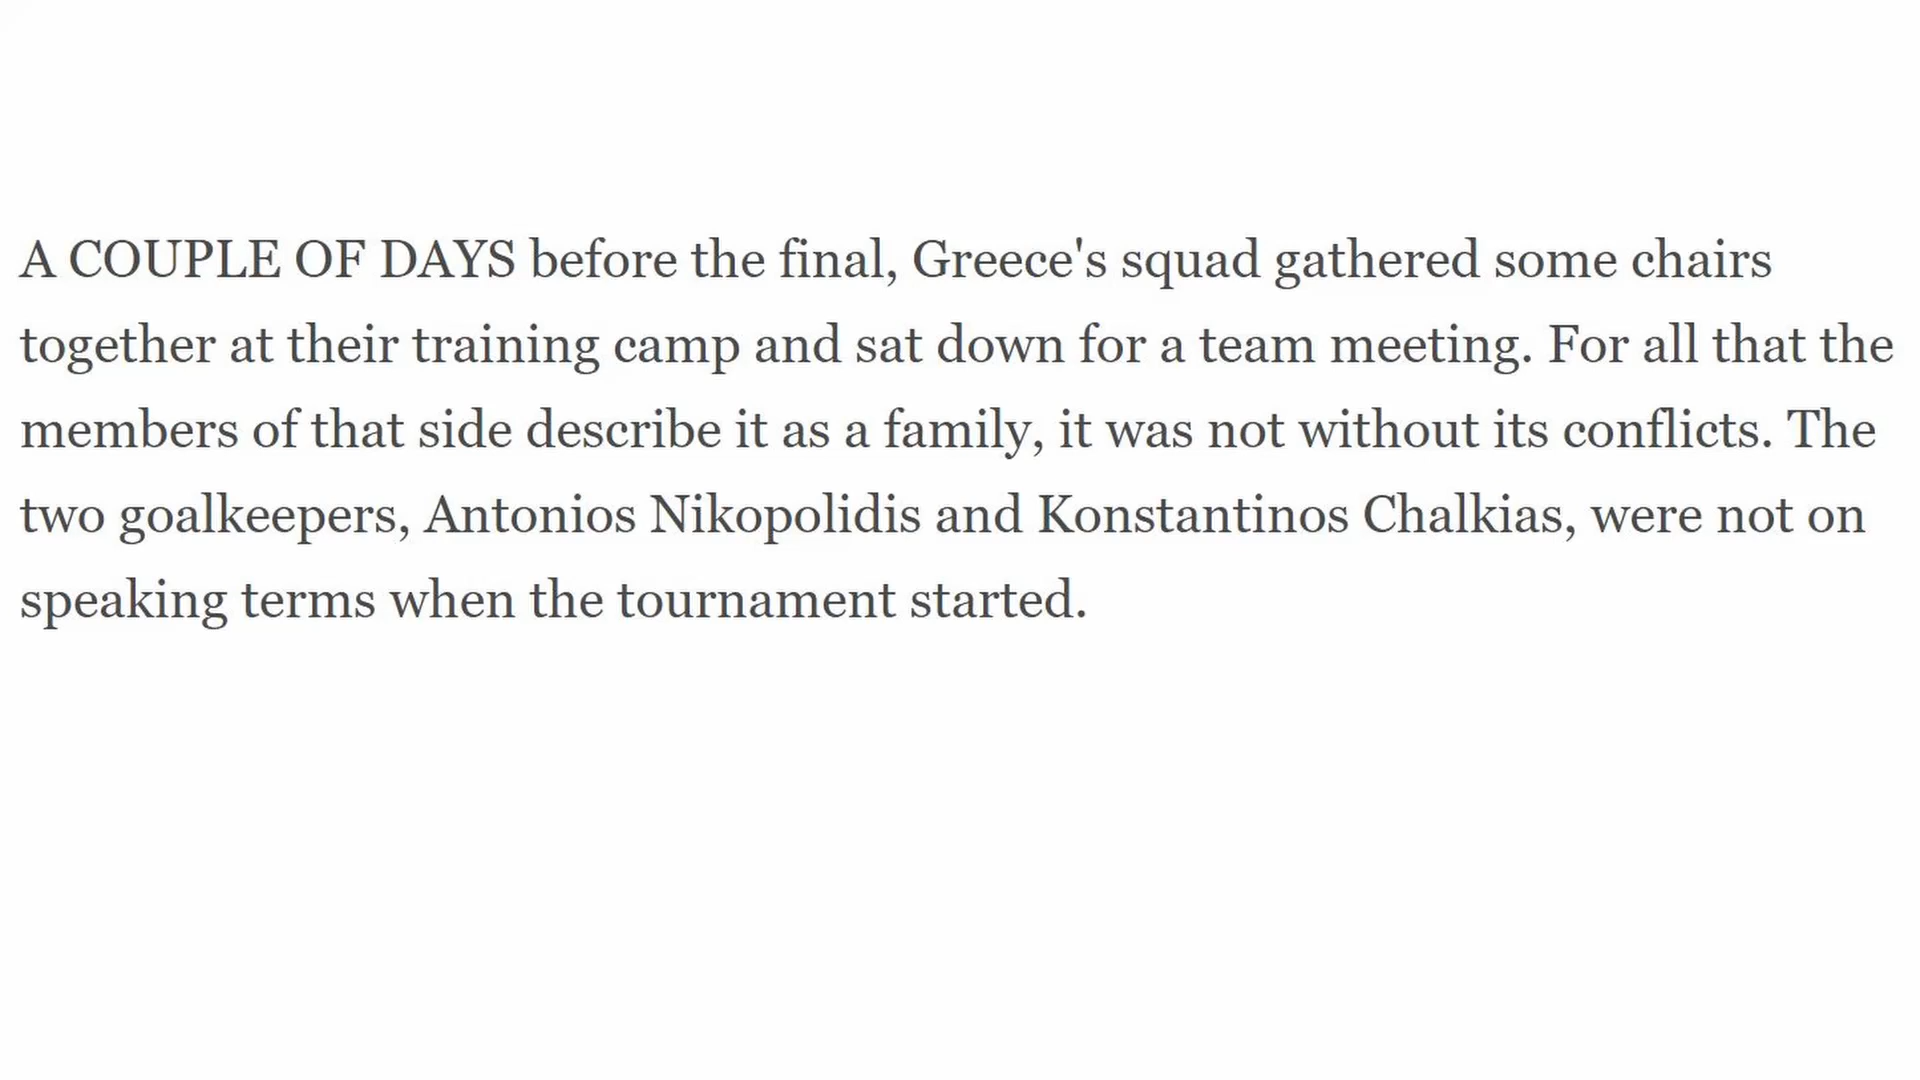 A COUPLE OF DAYS before the final, Greece's squad gathered some chairs
together at their training camp and sat down for a team meeting. For all that the
members of that side describe it as a family, it was not without its conflicts. The
two goalkeepers, Antonios Nikopolidis and Konstantinos Chalkias, were not on
speaking terms when the tournament started.